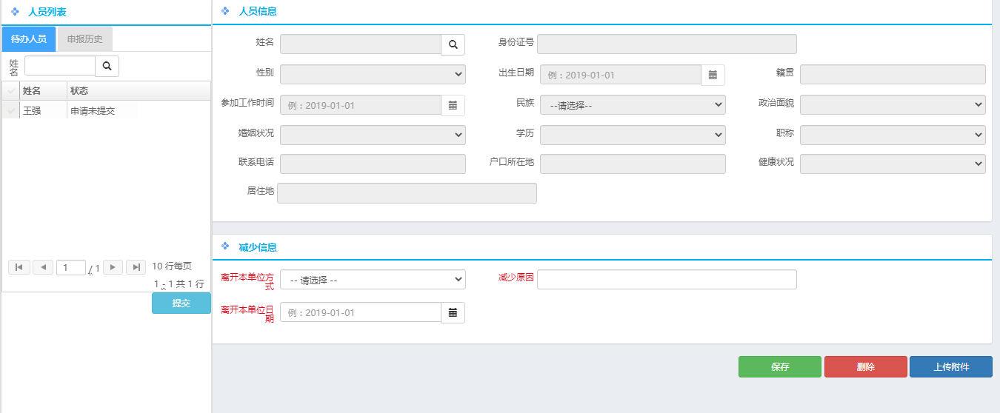 人员列表
待办人员
申报历史
姓名
姓名 状态
王强 申请未提交
1 / 1 10 行每页
1 - 1 共 1 行
提交
人员信息
姓名 身份证号
性别 出生日期 例：2019-01-01 籍贯
参加工作时间 例：2019-01-01 民族 --请选择-- 政治面貌
婚姻状况 学历 职称
联系电话 户口所在地 健康状况
居住地
减少信息
离开本单位方式 -- 请选择 -- 减少原因
离开本单位日期 例：2019-01-01
保存 删除 上传附件